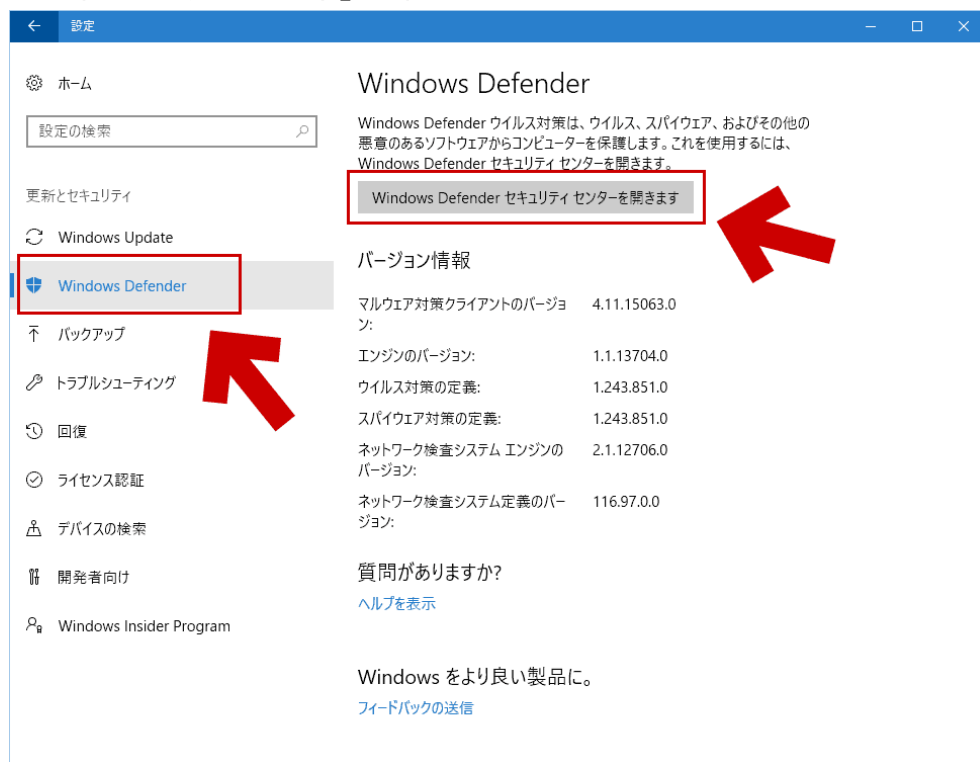 設定
ホーム
設定の検索
更新とセキュリティ
Windows Update
Windows Defender
バックアップ
トラブルシューティング
回復
ライセンス認証
デバイスの検索
開発者向け
Windows Insider Program
Windows Defender
Windows Defender ウイルス対策は、ウイルス、スパイウェア、およびその他の
悪意のあるソフトウェアからコンピューターを保護します。これを使用するには、
Windows Defender セキュリティ センターを開きます。
Windows Defender セキュリティ センターを開きます
バージョン情報
マルウェア対策クライアントのバージョ 4.11.15063.0
ン:
エンジンのバージョン: 1.1.13704.0
ウイルス対策の定義: 1.243.851.0
スパイウェア対策の定義: 1.243.851.0
ネットワーク検査システム エンジンの 2.1.12706.0
バージョン:
ネットワーク検査システム定義のバー 116.97.0.0
ジョン:
質問がありますか?
ヘルプを表示
Windows をより良い製品に。
フィードバックの送信